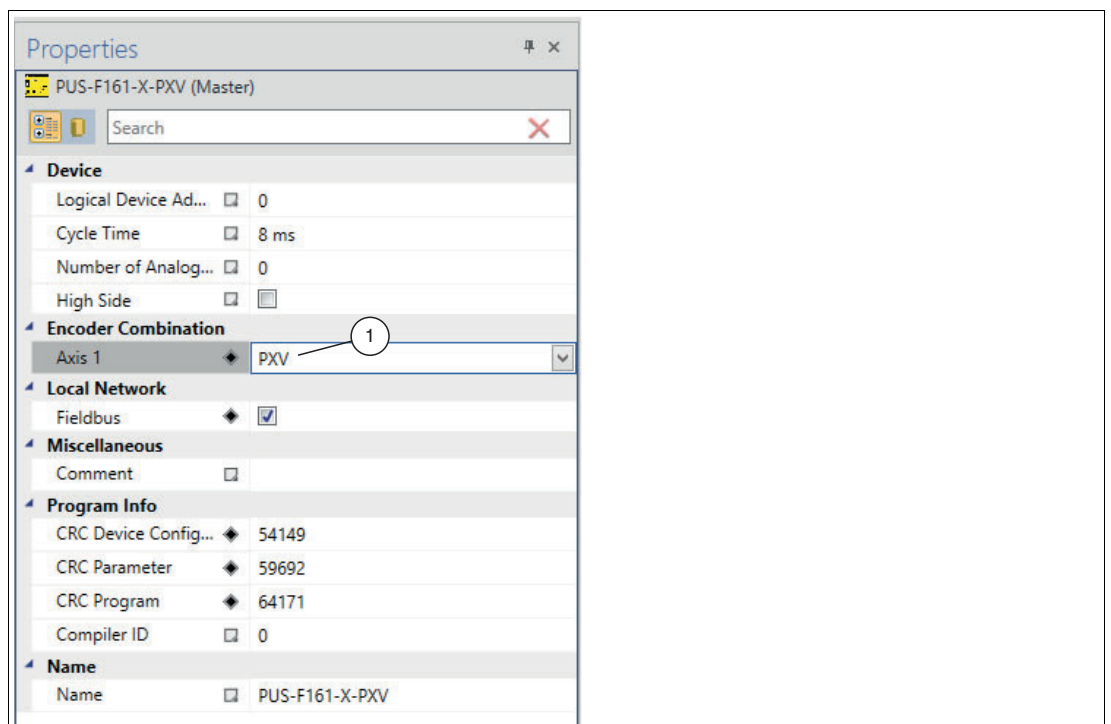 Properties
PUS-F161-X-PXV (Master)
Search
Device
Logical Device Ad... 0
Cycle Time 8 ms
Number of Analog... 0
High Side
Encoder Combination
1
Axis 1 PXV
Local Network
Fieldbus
Miscellaneous
Comment
Program Info
CRC Device Config... 54149
CRC Parameter 59692
CRC Program 64171
Compiler ID 0
Name
Name PUS-F161-X-PXV